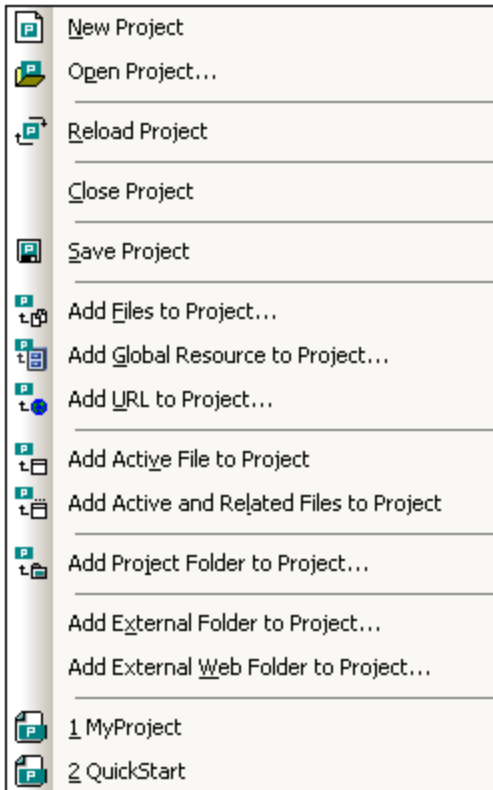 New Project
Open Project...
Reload Project
Close Project
Save Project
Add Files to Project...
Add Global Resource to Project...
Add URL to Project...
Add Active File to Project
Add Active and Related Files to Project
Add Project Folder to Project...
Add External Folder to Project...
Add External Web Folder to Project...
1 MyProject
2 QuickStart